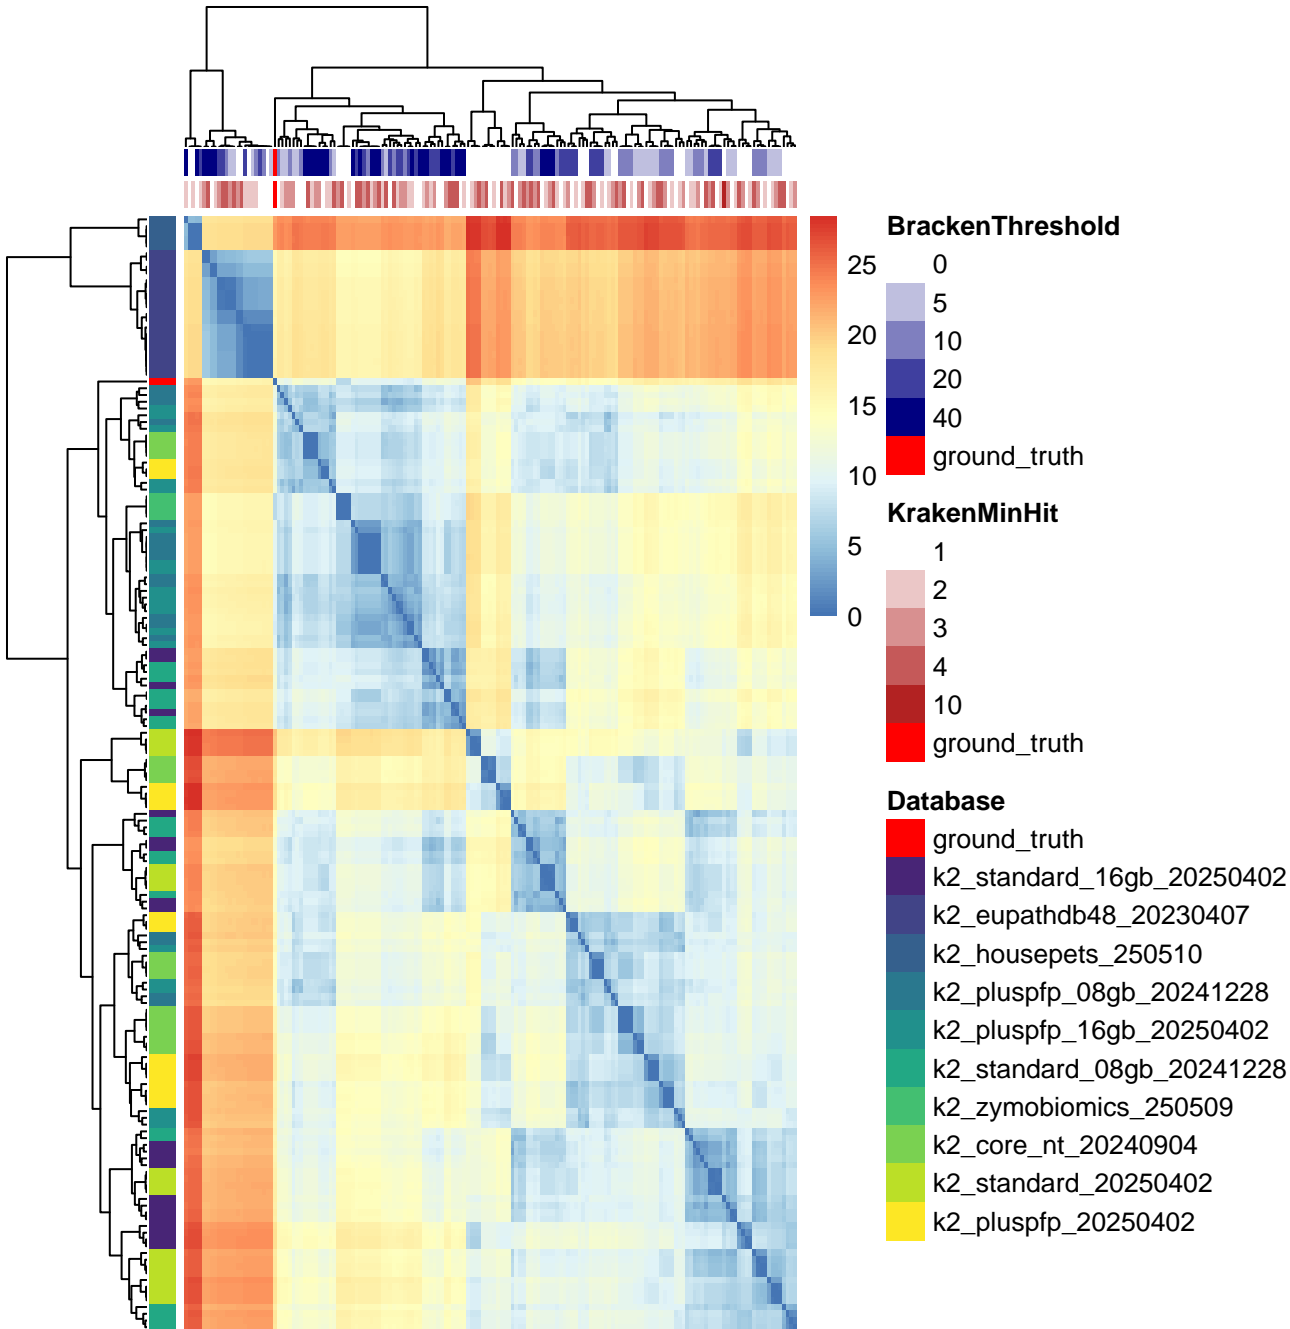 25
20
15
10
5
0
BrackenThreshold
0
5
10
20
40
ground_truth
KrakenMinHit
1
2
3
4
10
ground_truth
Database
ground_truth
k2_standard_16gb_20250402
k2_eupathdb48_20230407
k2_housepets_250510
k2_pluspfp_08gb_20241228
k2_pluspfp_16gb_20250402
k2_standard_08gb_20241228
k2_zymobiomics_250509
k2_core_nt_20240904
k2_standard_20250402
k2_pluspfp_20250402